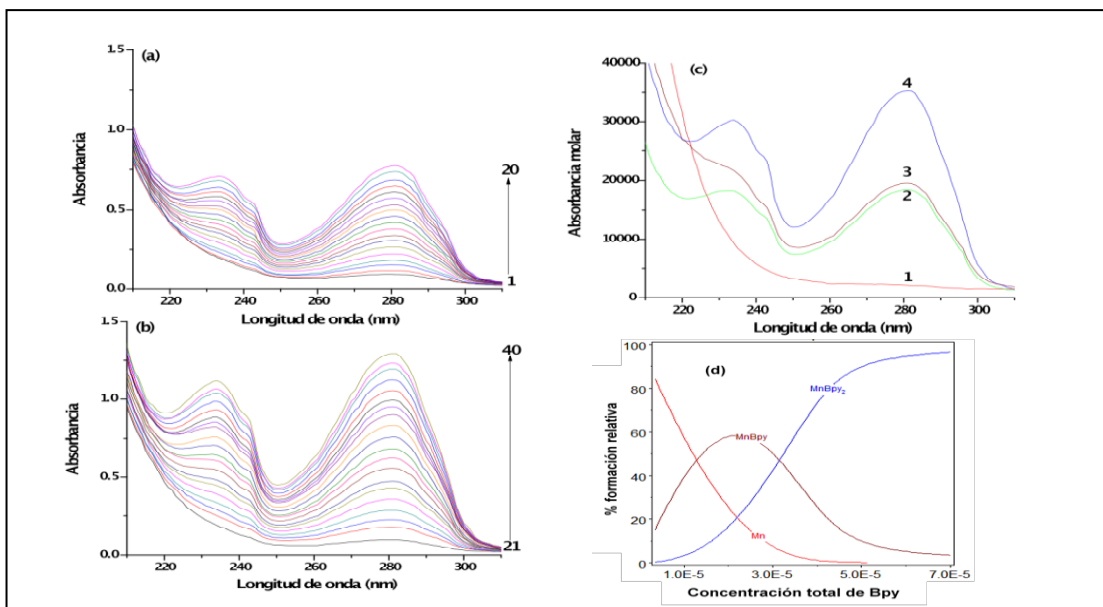 (a)
1.5
1.0
0.5
0.0
Absorbancia
20
1
220 240 260 280 300
Longitud de onda (nm)
(b)
1.5
1.0
0.5
0.0
Absorbancia
40
21
220 240 260 280 300
Longitud de onda (nm)
(c)
40000
30000
20000
10000
0
Absorbancia molar
4
3
2
1
220 240 260 280 300
Longitud de onda (nm)
(d)
100
80
60
40
20
0
% formación relativa
MnBpy₂
MnBpy
Mn
1.0E-5 3.0E-5 5.0E-5 7.0E-5
Concentración total de Bpy